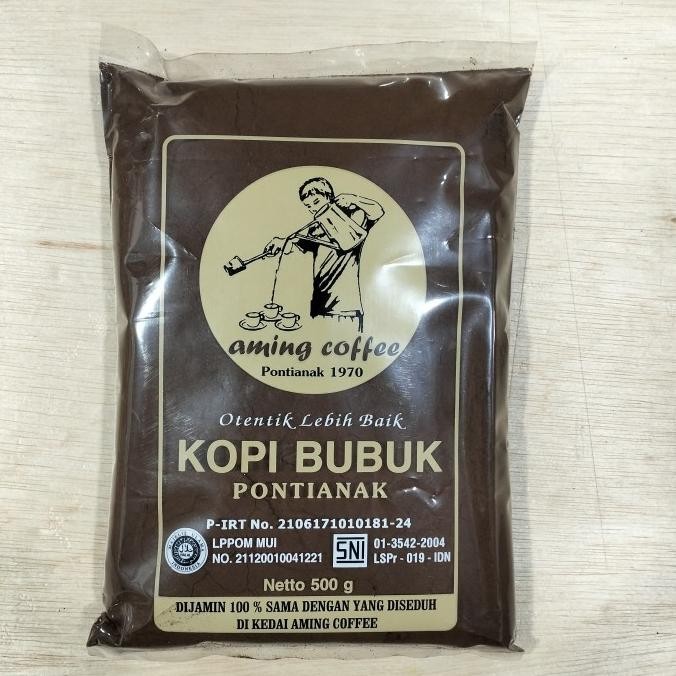 aming coffee
Pontianak 1970
Otentik Lebih Baik
KOPI BUBUK
PONTIANAK
P-IRT No. 2106171010181-24
LPPOM MUI
NO. 21120010041221
SNI
01-3542-2004
LSPr - 019 - IDN
Netto 500 g
DIJAMIN 100 % SAMA DENGAN YANG DISEDUH
DI KEDAI AMING COFFEE